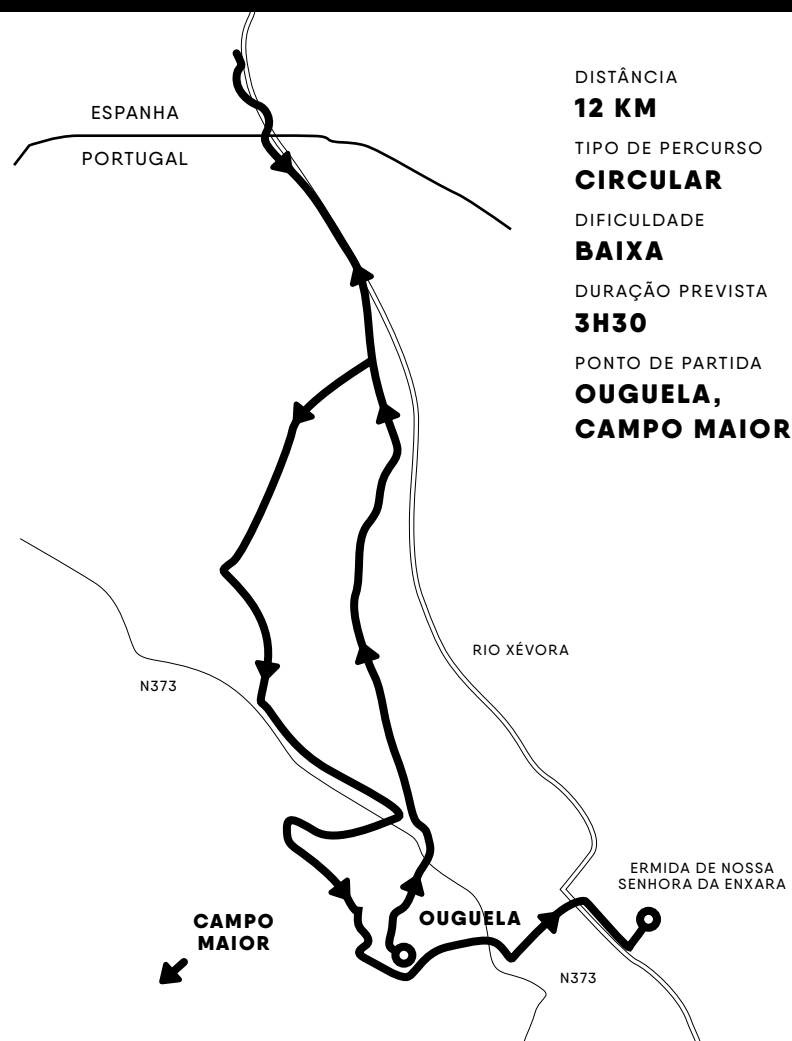 DISTÂNCIA
12 KM
TIPO DE PERCURSO
CIRCULAR
DIFICULDADE
BAIXA
DURAÇÃO PREVISTA
3H30
PONTO DE PARTIDA
OUGUELA,
CAMPO MAIOR
ESPANHA
PORTUGAL
RIO XÉVORA
N373
ERMIDA DE NOSSA
SENHORA DA ENXARA
OUGUELA
CAMPO
MAIOR
N373